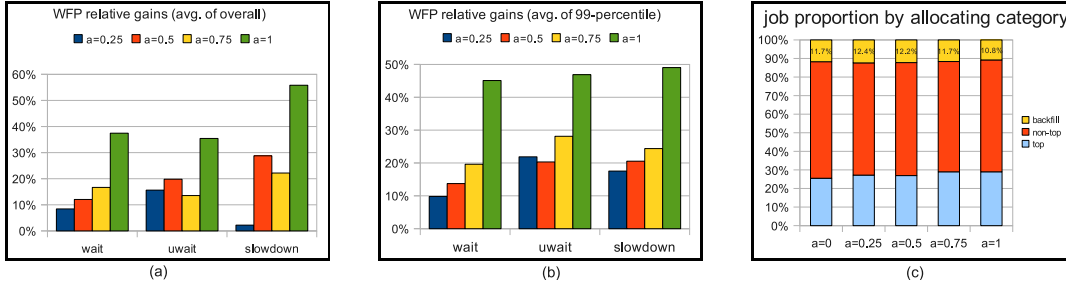 WFP relative gains (avg. of overall)
a=0.25 a=0.5 a=0.75 a=1
60%
50%
40%
30%
20%
10%
0%
wait uwait slowdown
(a)
WFP relative gains (avg. of 99-percentile)
a=0.25 a=0.5 a=0.75 a=1
50%
40%
30%
20%
10%
0%
wait uwait slowdown
(b)
job proportion by allocating category
100%
90%
80%
70%
60%
50%
40%
30%
20%
10%
0%
11.7% 12.4% 12.2% 11.7% 10.8%
backfill
non-top
top
a=0 a=0.25 a=0.5 a=0.75 a=1
(c)